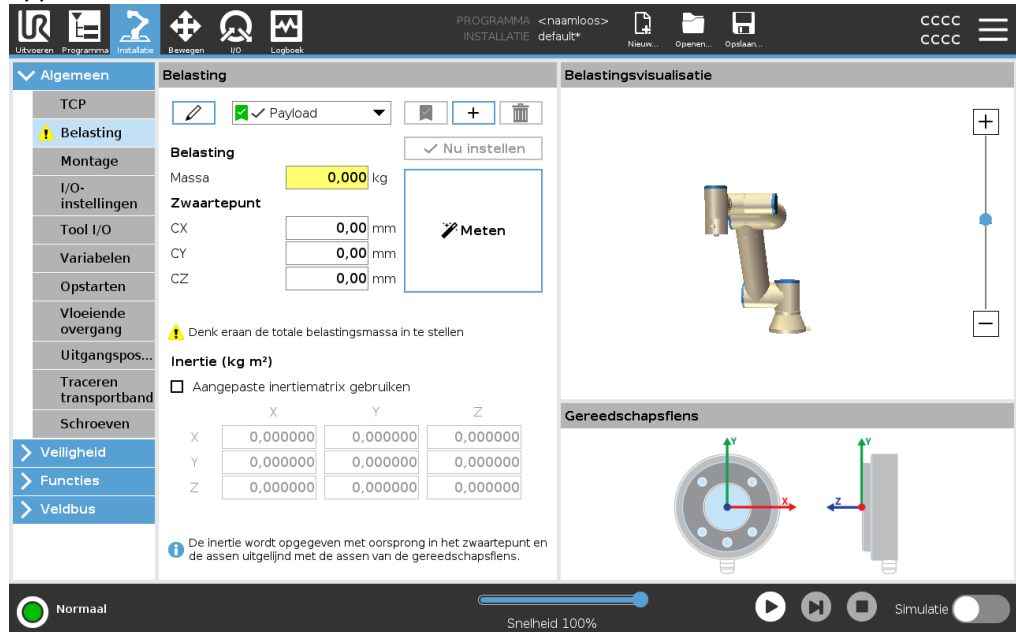 UR
PROGRAMMA <naamloos>
INSTALLATIE default*
cccc
cccc
Uitvoeren Programma Installatie Bewegen I/O Logboek Nieuw... Openen... Opslaan...
Algemeen
TCP
Belasting
Montage
I/O-
instellingen
Tool I/O
Variabelen
Opstarten
Vloeiende
overgang
Uitgangspos...
Traceren
transportband
Schroeven
Veiligheid
Functies
Veldbus
Belasting
Payload
Nu instellen
Belasting
Massa 0,000 kg
Zwaartepunt
CX 0,00 mm
CY 0,00 mm
CZ 0,00 mm
Meten
Denk eraan de totale belastingsmassa in te stellen
Inertie (kg m²)
Aangepaste inertiematrix gebruiken
X Y Z
X 0,000000 0,000000 0,000000
Y 0,000000 0,000000 0,000000
Z 0,000000 0,000000 0,000000
De inertie wordt opgegeven met oorsprong in het zwaartepunt en
de assen uitgelijnd met de assen van de gereedschapsflens.
Belastingsvisualisatie
Gereedschapsflens
Y
X
Y
Z
Normaal
Snelheid 100%
Simulatie